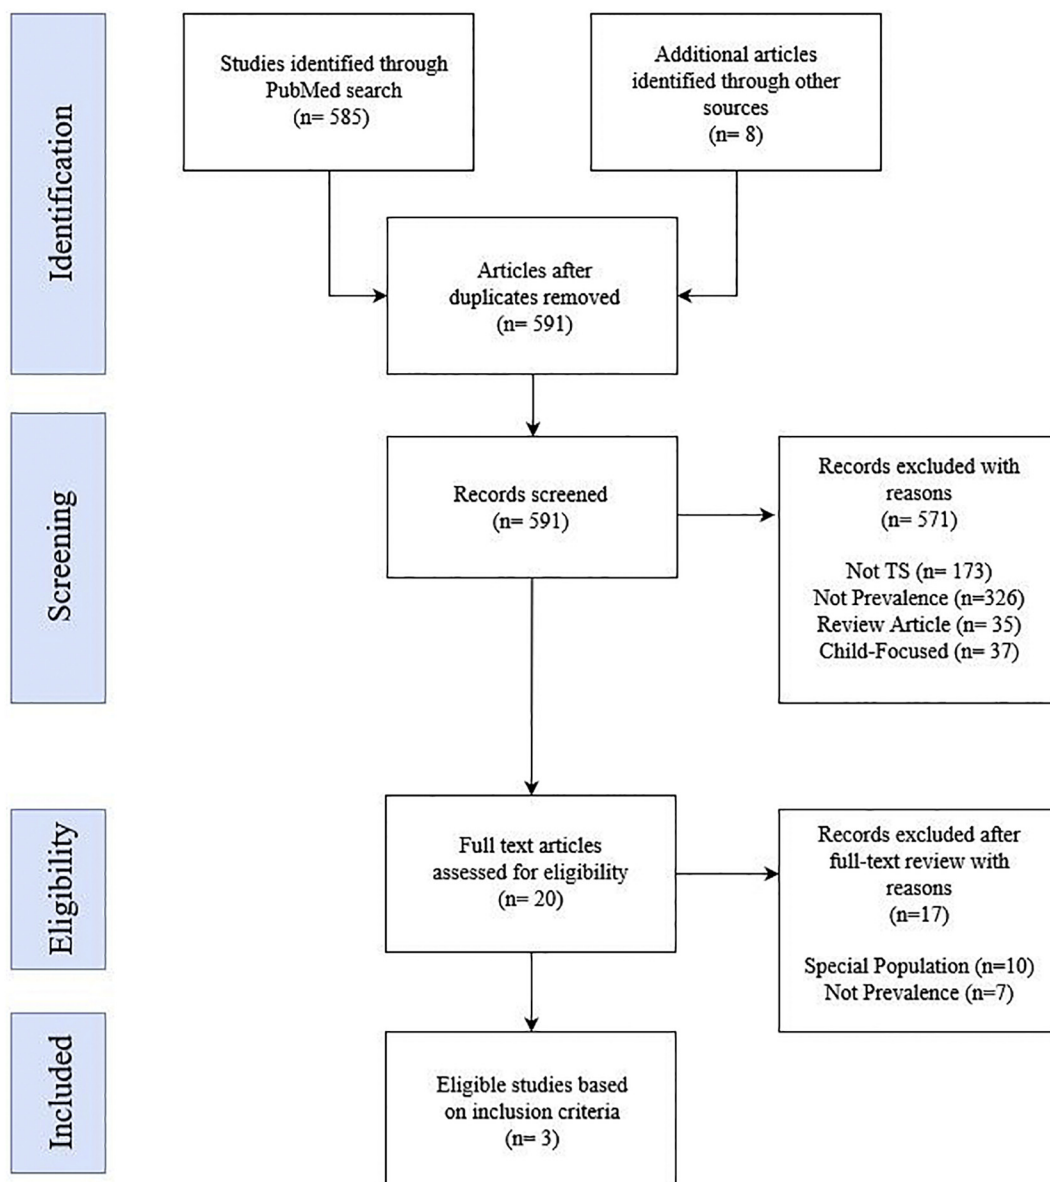 Identification
Studies identified through
PubMed search
(n= 585)
Additional articles
identified through other
sources
(n= 8)
Articles after
duplicates removed
(n= 591)
Screening
Records screened
(n= 591)
Records excluded with
reasons
(n= 571)
Not TS (n= 173)
Not Prevalence (n=326)
Review Article (n= 35)
Child-Focused (n= 37)
Eligibility
Full text articles
assessed for eligibility
(n= 20)
Records excluded after
full-text review with
reasons
(n=17)
Special Population (n=10)
Not Prevalence (n=7)
Included
Eligible studies based
on inclusion criteria
(n= 3)